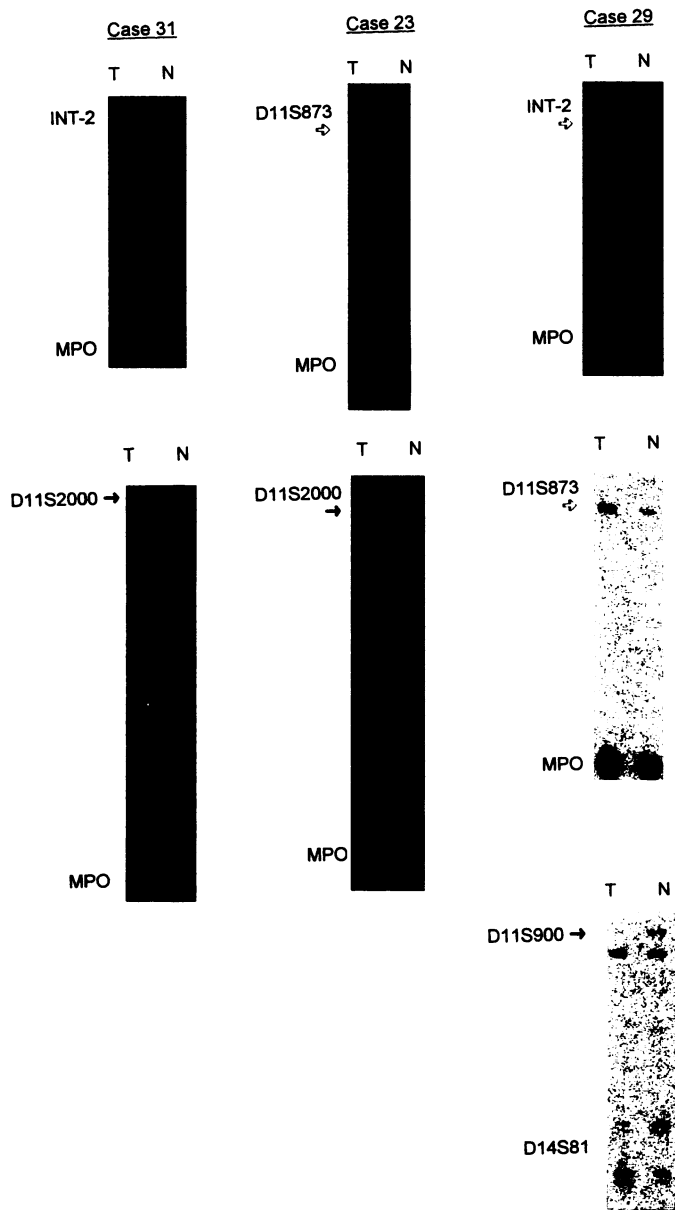 Case 31
Case 23
Case 29
T N
T N
T N
INT-2
D11S873
INT-2
MPO
MPO
MPO
T N
T N
T N
D11S2000
D11S2000
D11S873
MPO
MPO
MPO
T N
D11S900
D14S81